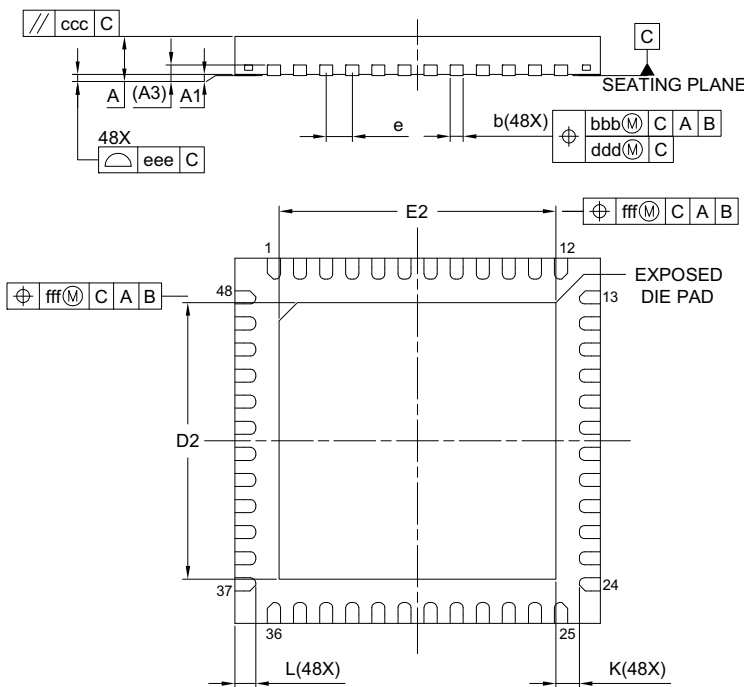 // ccc C
C
A (A3) A1
SEATING PLANE
e
b(48X)
⌖ bbbⓂ C A B
dddⓂ C
48X
⌓ eee C
E2
⌖ fffⓂ C A B
1
12
EXPOSED
DIE PAD
⌖ fffⓂ C A B
48
13
D2
37
24
36
25
L(48X)
K(48X)